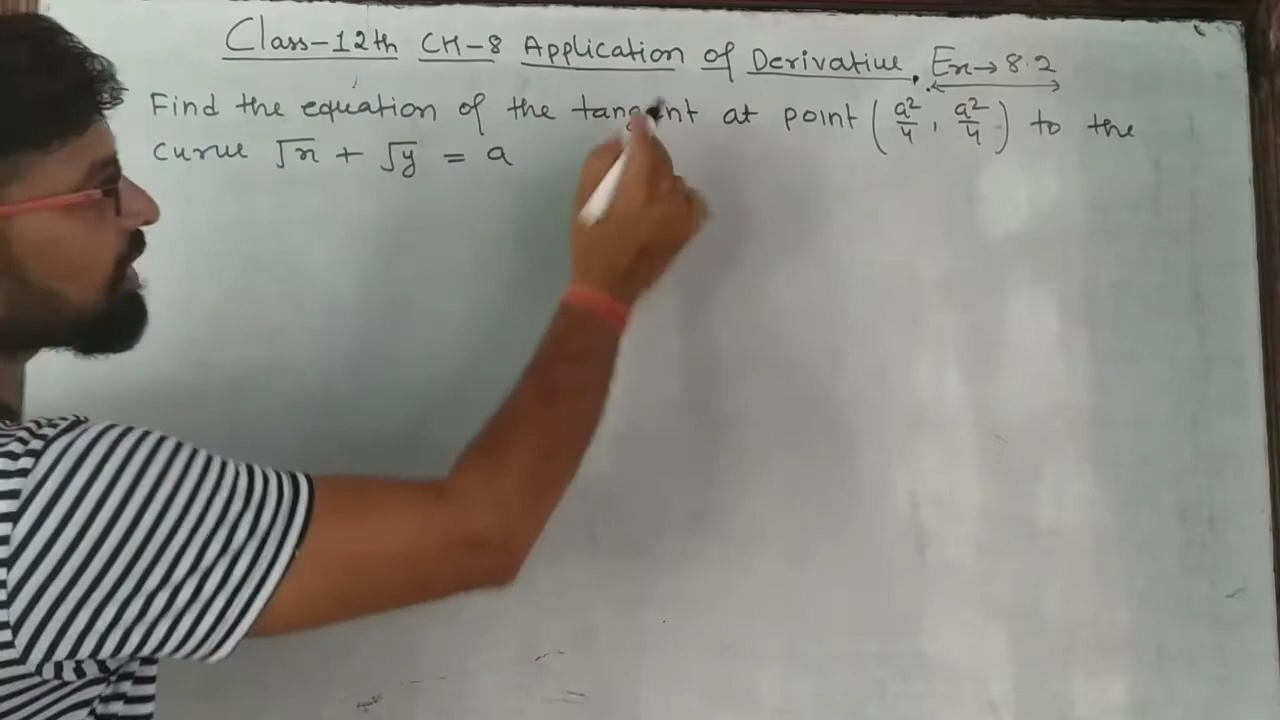 Class-12th CH-8 Application of Derivative, Ex→8.2
Find the equation of the tangent at point (a²/4, a²/4) to the
curve √x + √y = a